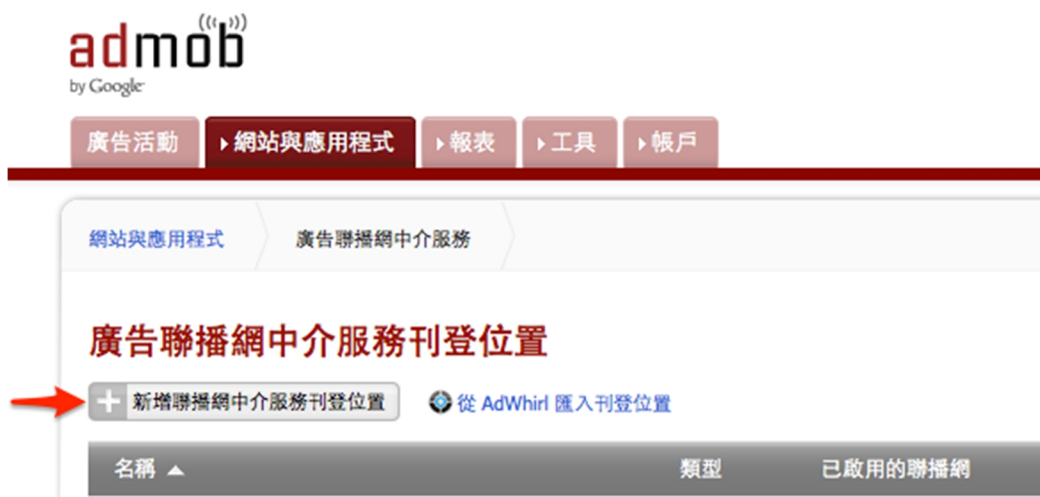 admob
by Google
廣告活動 網站與應用程式 報表 工具 帳戶
網站與應用程式 廣告聯播網中介服務
廣告聯播網中介服務刊登位置
新增聯播網中介服務刊登位置 從 AdWhirl 匯入刊登位置
名稱 類型 已啟用的聯播網